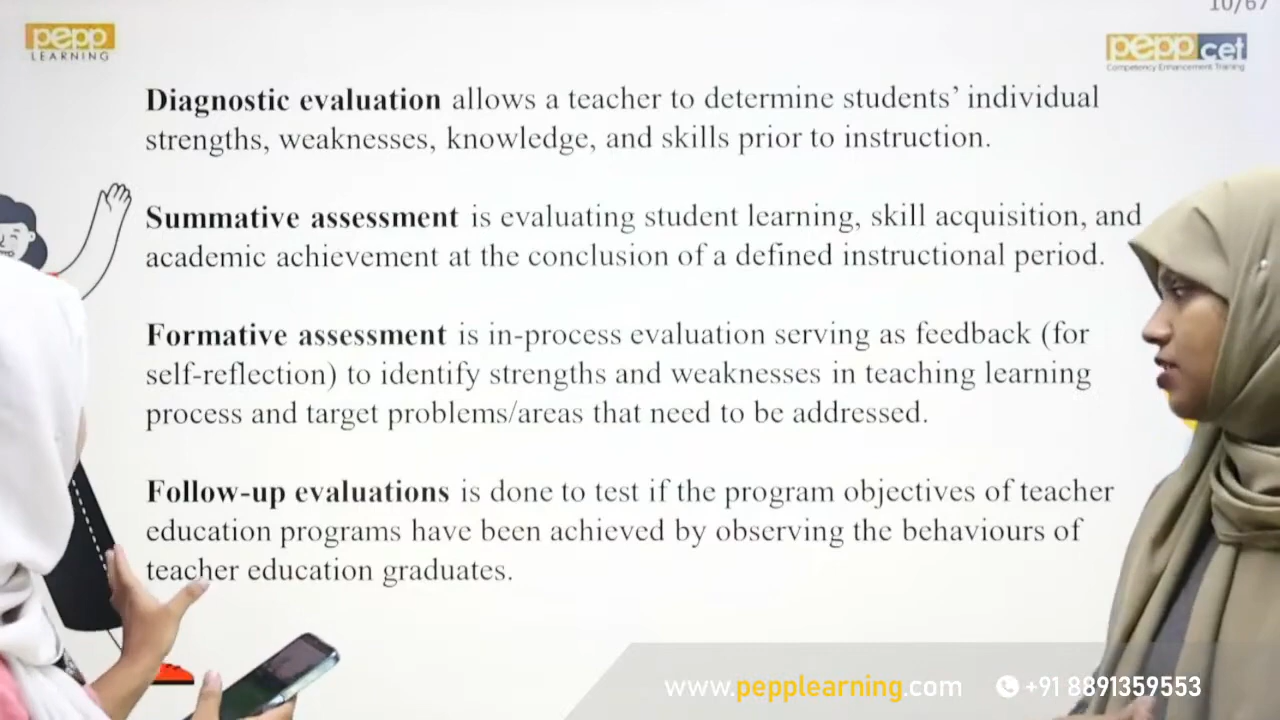 10/67
pepp
LEARNING
pepp cet
Competency Enhancement Training
Diagnostic evaluation allows a teacher to determine students’ individual
strengths, weaknesses, knowledge, and skills prior to instruction.
Summative assessment is evaluating student learning, skill acquisition, and
academic achievement at the conclusion of a defined instructional period.
Formative assessment is in-process evaluation serving as feedback (for
self-reflection) to identify strengths and weaknesses in teaching learning
process and target problems/areas that need to be addressed.
Follow-up evaluations is done to test if the program objectives of teacher
education programs have been achieved by observing the behaviours of
teacher education graduates.
www.pepplearning.com +91 8891359553